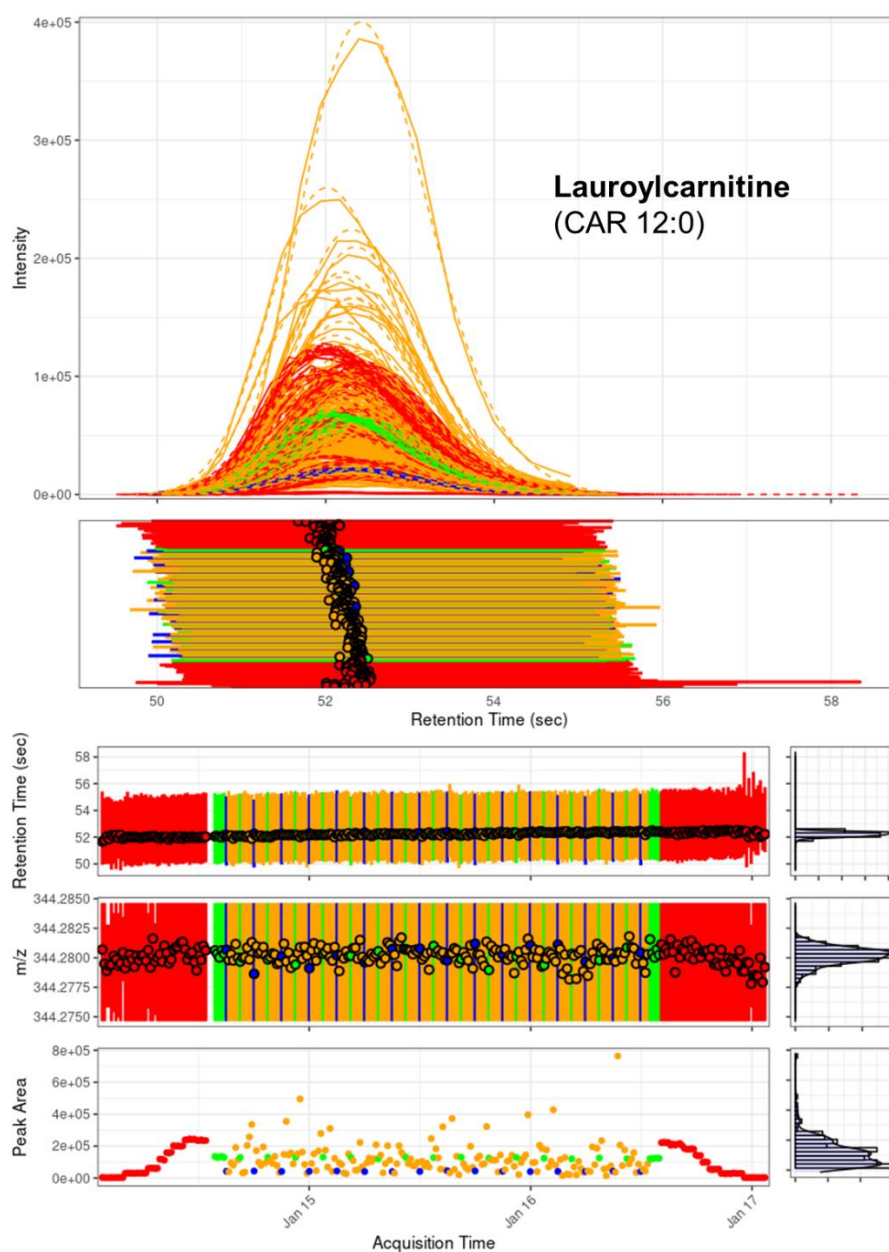 4e+05
3e+05
2e+05
1e+05
0e+00
Intensity
Lauroylcarnitine
(CAR 12:0)
50 52 54 56 58
Retention Time (sec)
Retention Time (sec)
58
56
54
52
50
m/z
344.2850
344.2825
344.2800
344.2775
344.2750
Peak Area
8e+05
6e+05
4e+05
2e+05
0e+00
Jan 15 Jan 16 Jan 17
Acquisition Time